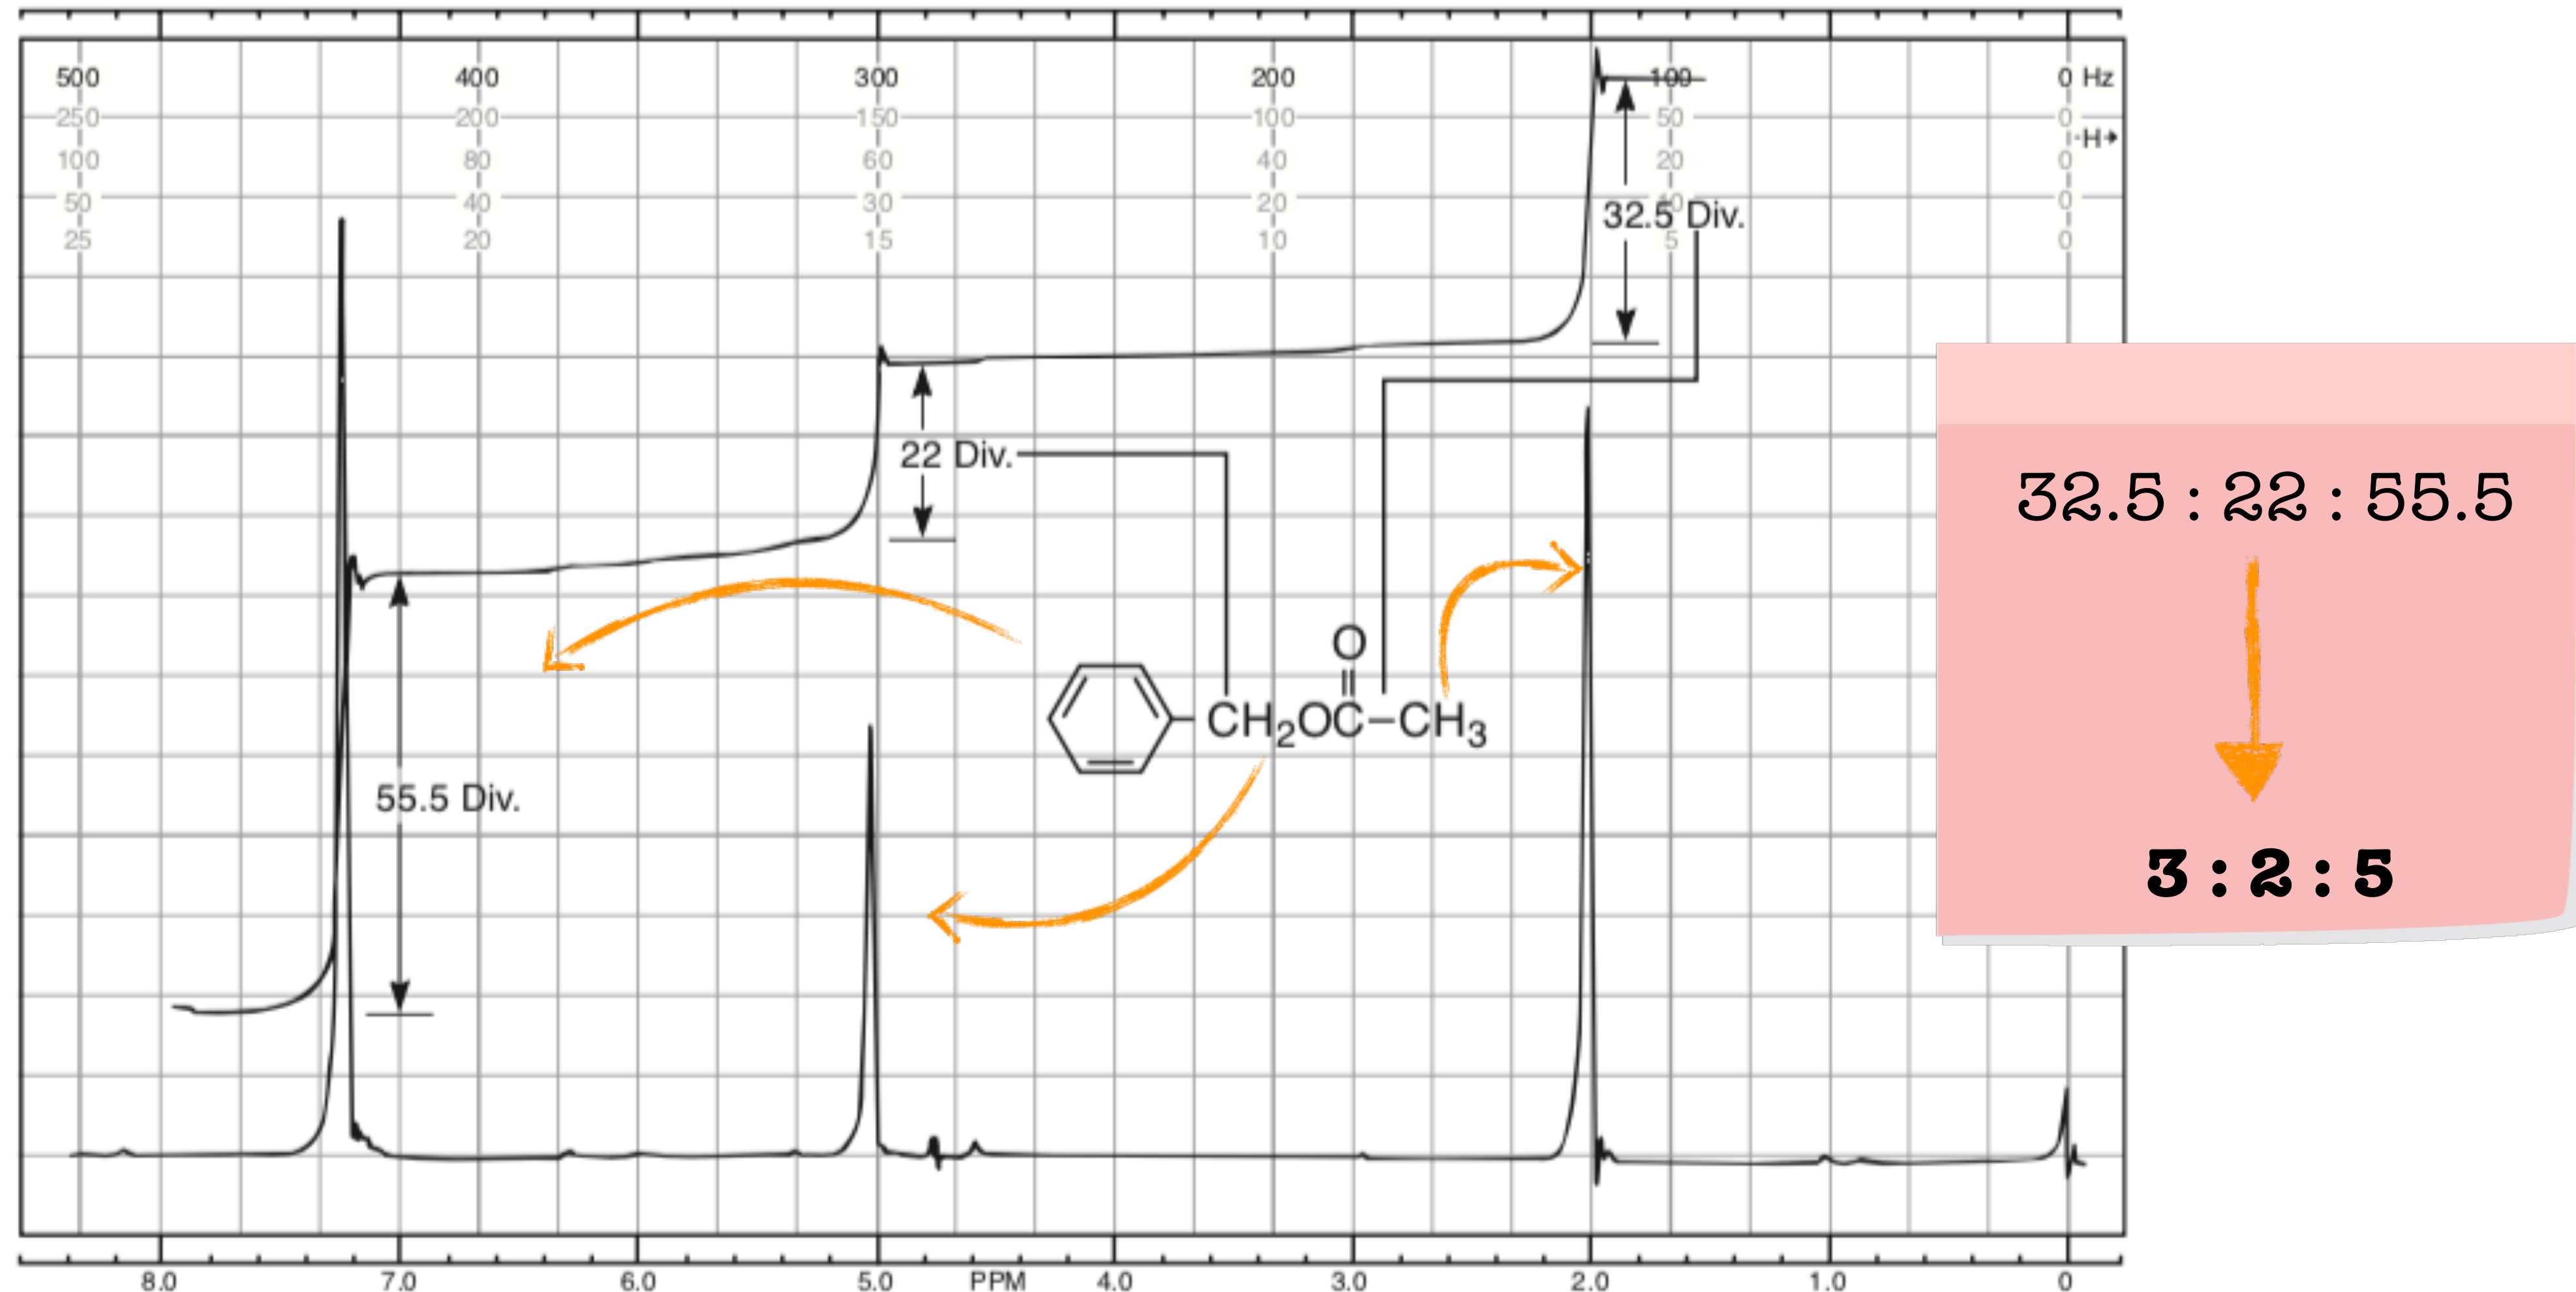 500 400 300 200 100 0 Hz
250 200 150 100 50 0 H
100 80 60 40 20 0
50 40 30 20 10 0
25 20 15 10 5 0
32.5 Div.
22 Div.
55.5 Div.
O
CH2OC–CH3
32.5 : 22 : 55.5
3 : 2 : 5
8.0 7.0 6.0 5.0 PPM 4.0 3.0 2.0 1.0 0